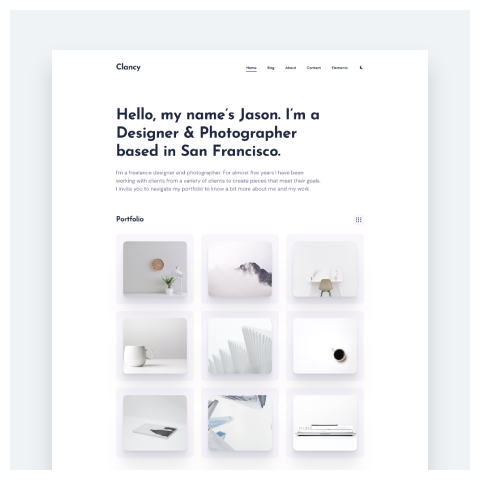 Clancy
Home Blog About Contact Elements
Hello, my name's Jason. I'm a
Designer & Photographer
based in San Francisco.
I'm a freelance designer and photographer. For almost five years I have been
working with clients from a variety of clients to create pieces that meet their goals.
I invite you to navigate my portfolio to know a bit more about me and my work.
Portfolio